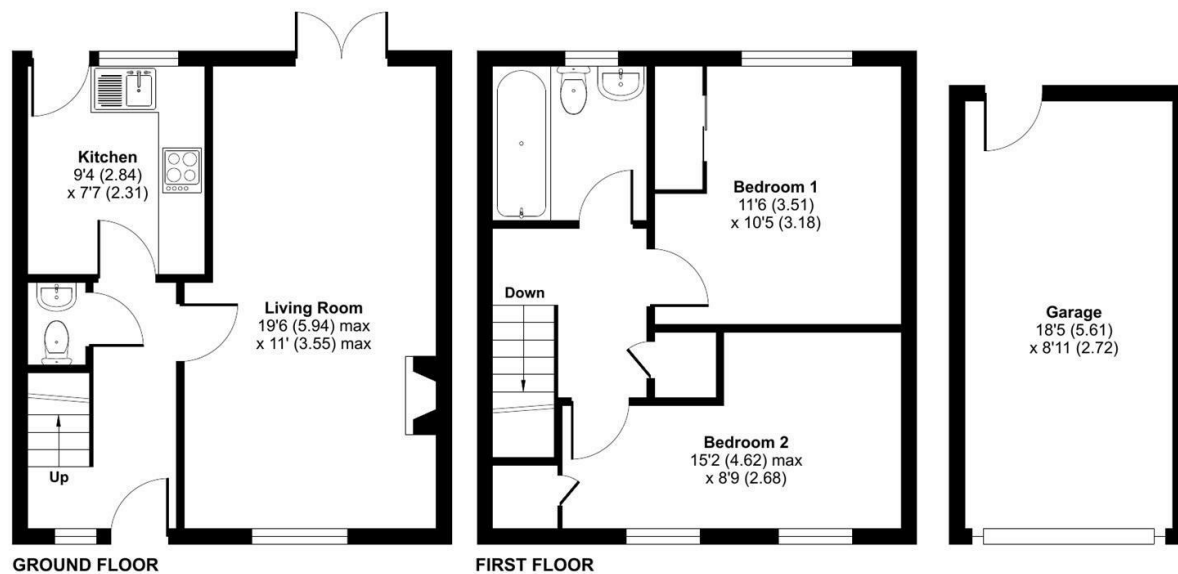 Kitchen
9'4 (2.84)
x 7'7 (2.31)
Living Room
19'6 (5.94) max
x 11' (3.55) max
Up
GROUND FLOOR
Bedroom 1
11'6 (3.51)
x 10'5 (3.18)
Down
Bedroom 2
15'2 (4.62) max
x 8'9 (2.68)
FIRST FLOOR
Garage
18'5 (5.61)
x 8'11 (2.72)